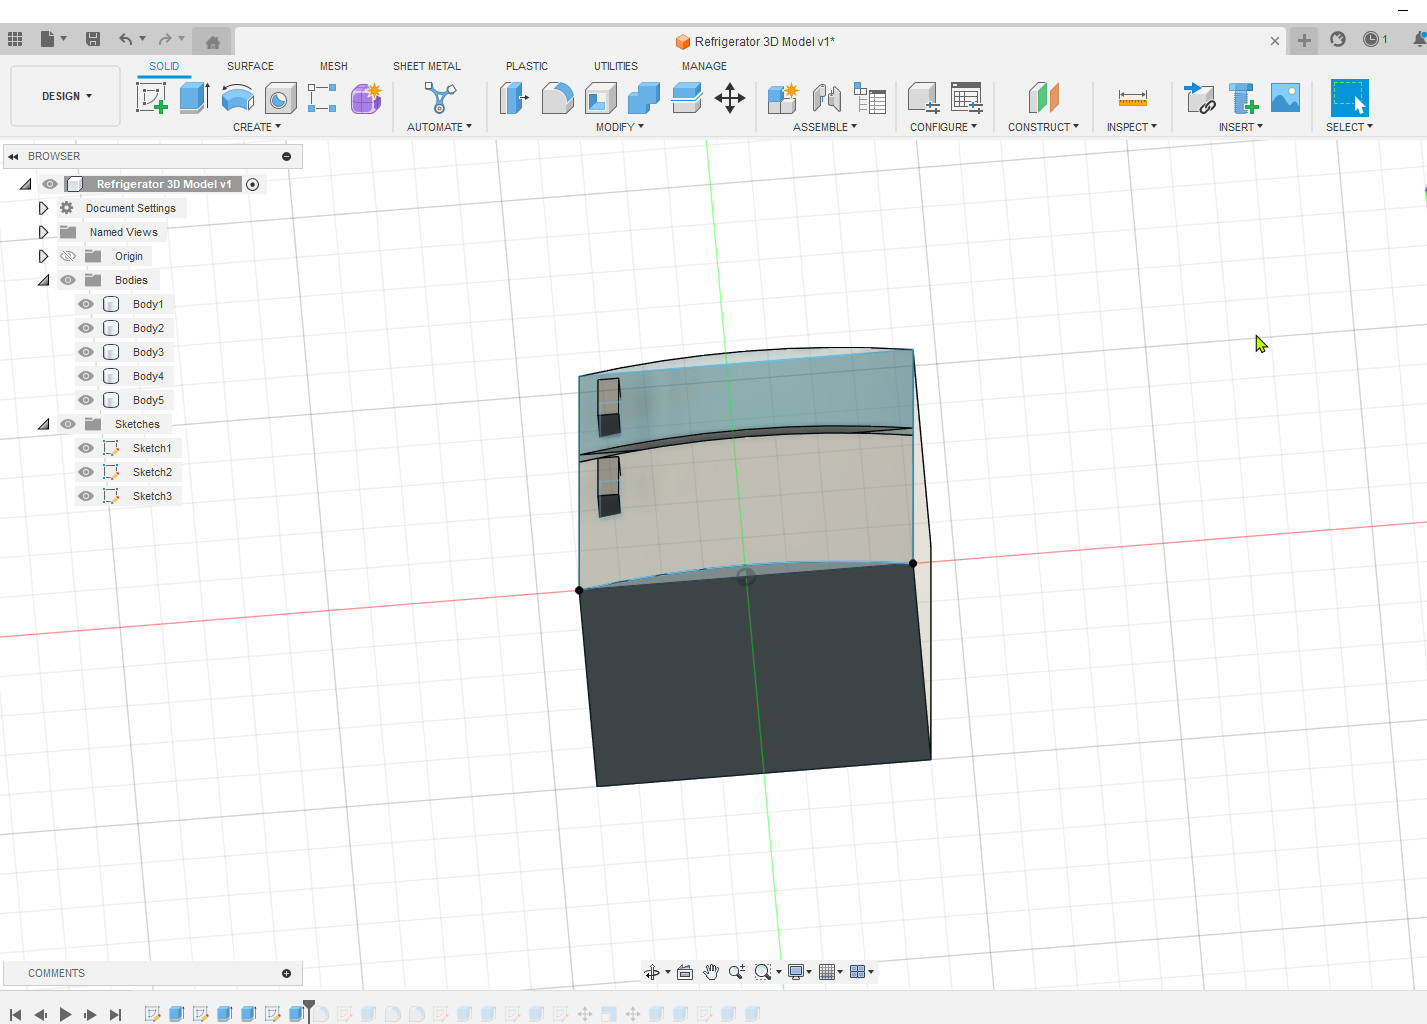 Refrigerator 3D Model v1*
1
DESIGN
SOLID
SURFACE
MESH
SHEET METAL
PLASTIC
UTILITIES
MANAGE
CREATE
AUTOMATE
MODIFY
ASSEMBLE
CONFIGURE
CONSTRUCT
INSPECT
INSERT
SELECT
BROWSER
Refrigerator 3D Model v1
Document Settings
Named Views
Origin
Bodies
Body1
Body2
Body3
Body4
Body5
Sketches
Sketch1
Sketch2
Sketch3
COMMENTS